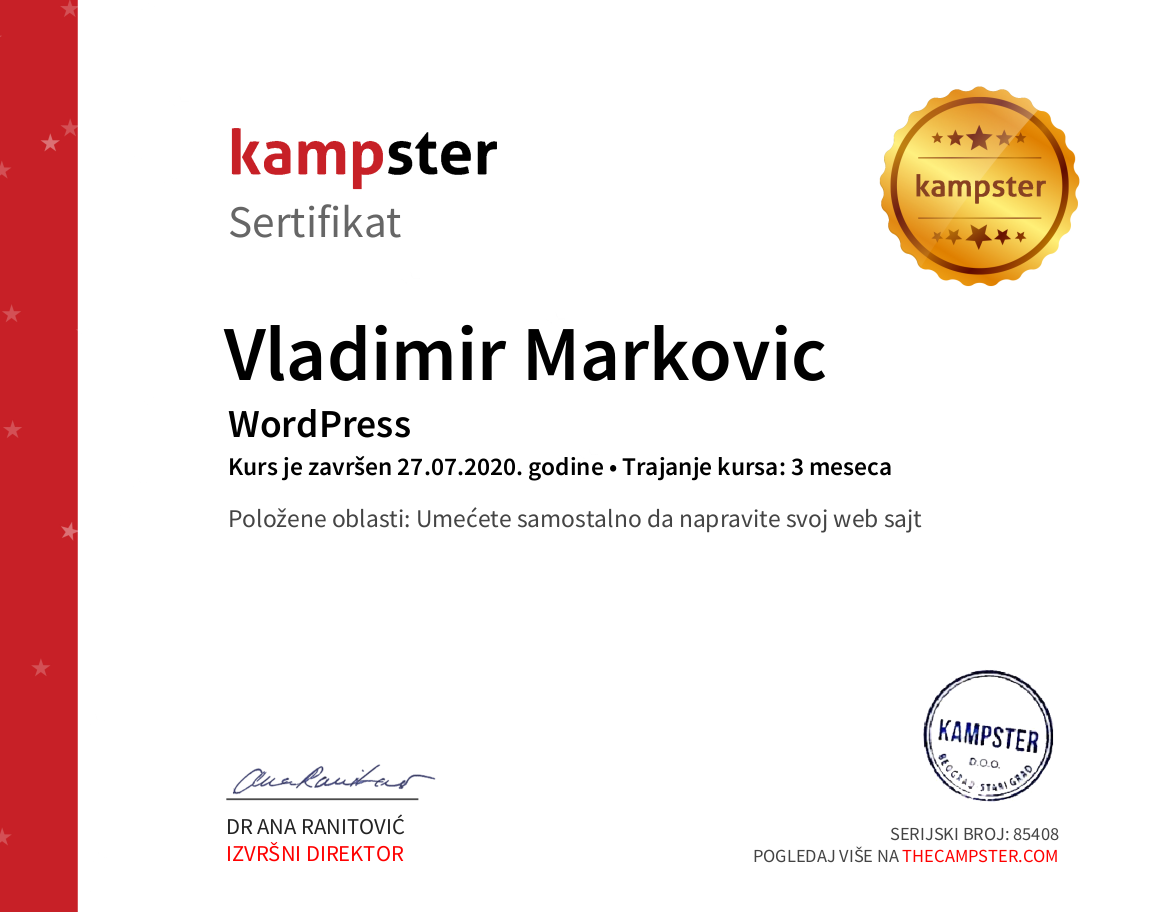 kampster
Sertifikat
kampster
Vladimir Markovic
WordPress
Kurs je završen 27.07.2020. godine • Trajanje kursa: 3 meseca
Položene oblasti: Umećete samostalno da napravite svoj web sajt
KAMPSTER
D.O.O.
BEOGRAD STARI GRAD
Ana Ranitović
DR ANA RANITOVIĆ
IZVRŠNI DIREKTOR
SERIJSKI BROJ: 85408
POGLEDAJ VIŠE NA THECAMPSTER.COM